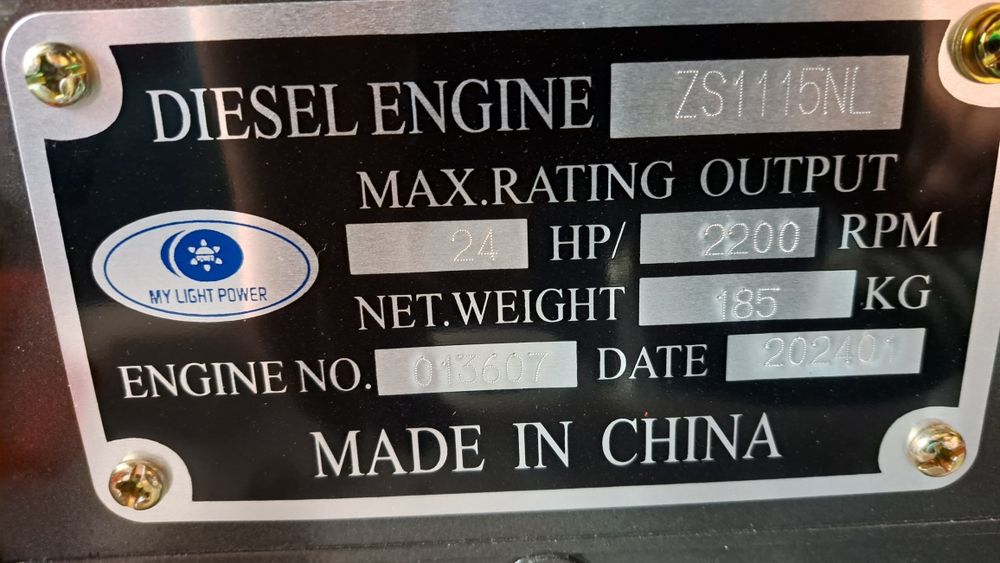 DIESEL ENGINE ZS1115NL
MAX.RATING OUTPUT
24 HP/ 2200 RPM
MY LIGHT POWER
NET.WEIGHT 185 KG
ENGINE NO. 013607 DATE 202401
MADE IN CHINA